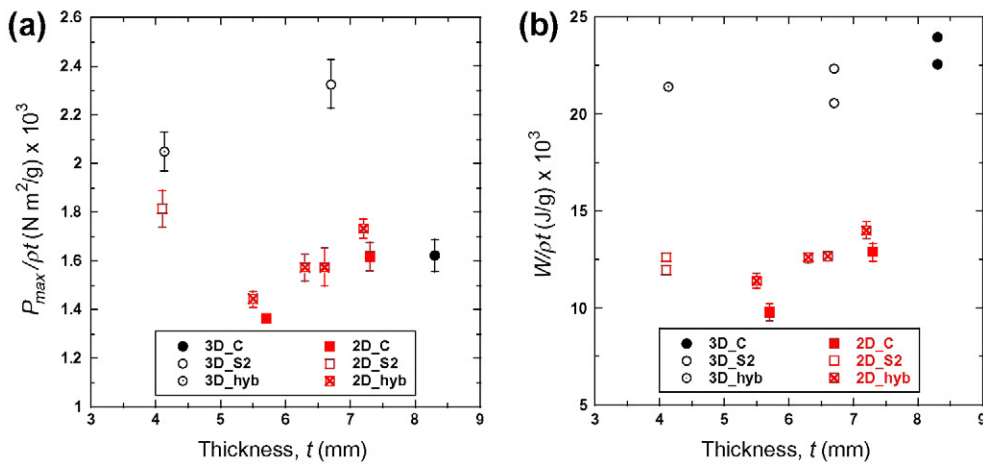 (a)
P_max/ρt (N m²/g) x 10³
2.6
2.4
2.2
2
1.8
1.6
1.4
1.2
1
3D_C 2D_C
3D_S2 2D_S2
3D_hyb 2D_hyb
3 4 5 6 7 8 9
Thickness, t (mm)
(b)
W/ρt (J/g) x 10³
25
20
15
10
5
0
3D_C 2D_C
3D_S2 2D_S2
3D_hyb 2D_hyb
3 4 5 6 7 8 9
Thickness, t (mm)